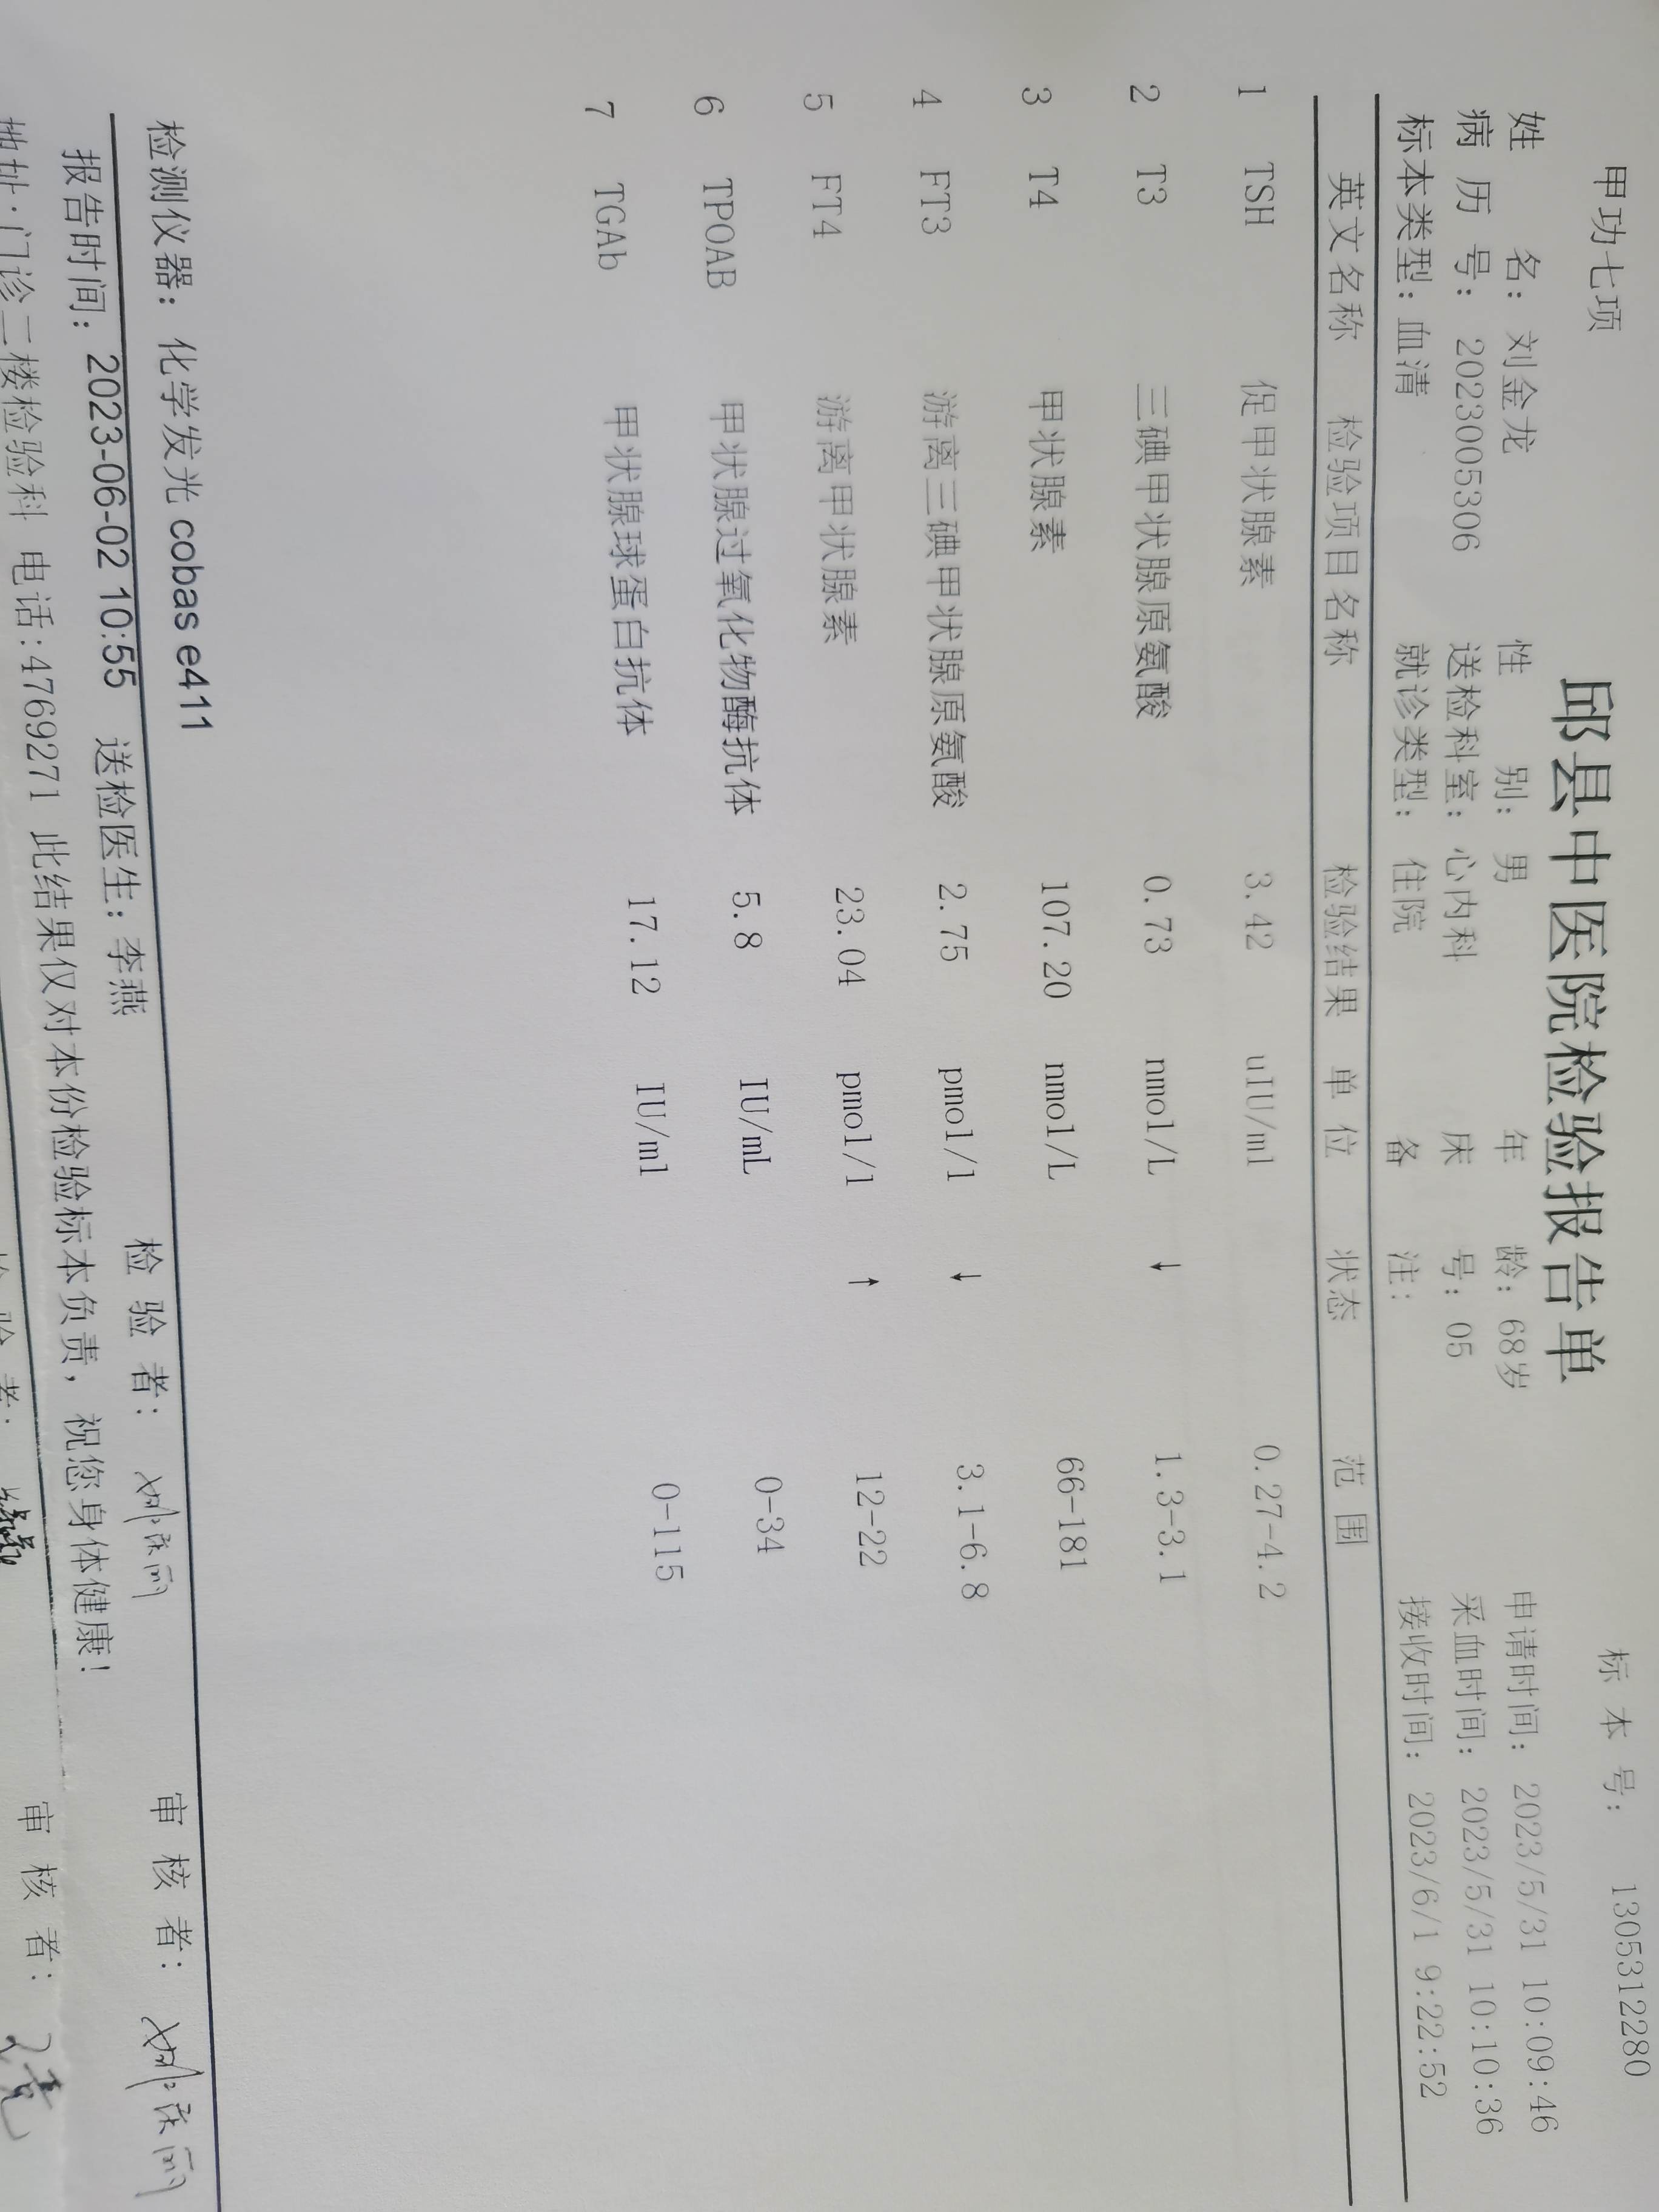 邱县中医院检验报告单
甲功七项 标 本 号: 1305312280
姓 名: 刘金龙 性 别: 男 年 龄: 68岁 申请时间: 2023/5/31 10:09:46
病 历 号: 2023005306 送检科室: 心内科 床 号: 05 采血时间: 2023/5/31 10:10:36
标本类型: 血清 就诊类型: 住院 备 注: 接收时间: 2023/6/1 9:22:52
英文名称 检验项目名称 检验结果 单 位 状态 范 围
1 TSH 促甲状腺素 3.42 uIU/ml 0.27-4.2
2 T3 三碘甲状腺原氨酸 0.73 nmol/L ↓ 1.3-3.1
3 T4 甲状腺素 107.20 nmol/L 66-181
4 FT3 游离三碘甲状腺原氨酸 2.75 pmol/l ↓ 3.1-6.8
5 FT4 游离甲状腺素 23.04 pmol/l ↑ 12-22
6 TPOAB 甲状腺过氧化物酶抗体 5.8 IU/mL 0-34
7 TGAb 甲状腺球蛋白抗体 17.12 IU/ml 0-115
检测仪器: 化学发光 cobas e411
报告时间: 2023-06-02 10:55 送检医生: 李燕 检 验 者: 审 核 者:
地址:门诊二楼检验科 电话:4769271 此结果仅对本份检验标本负责, 祝您身体健康!
检 验 者: 审 核 者: